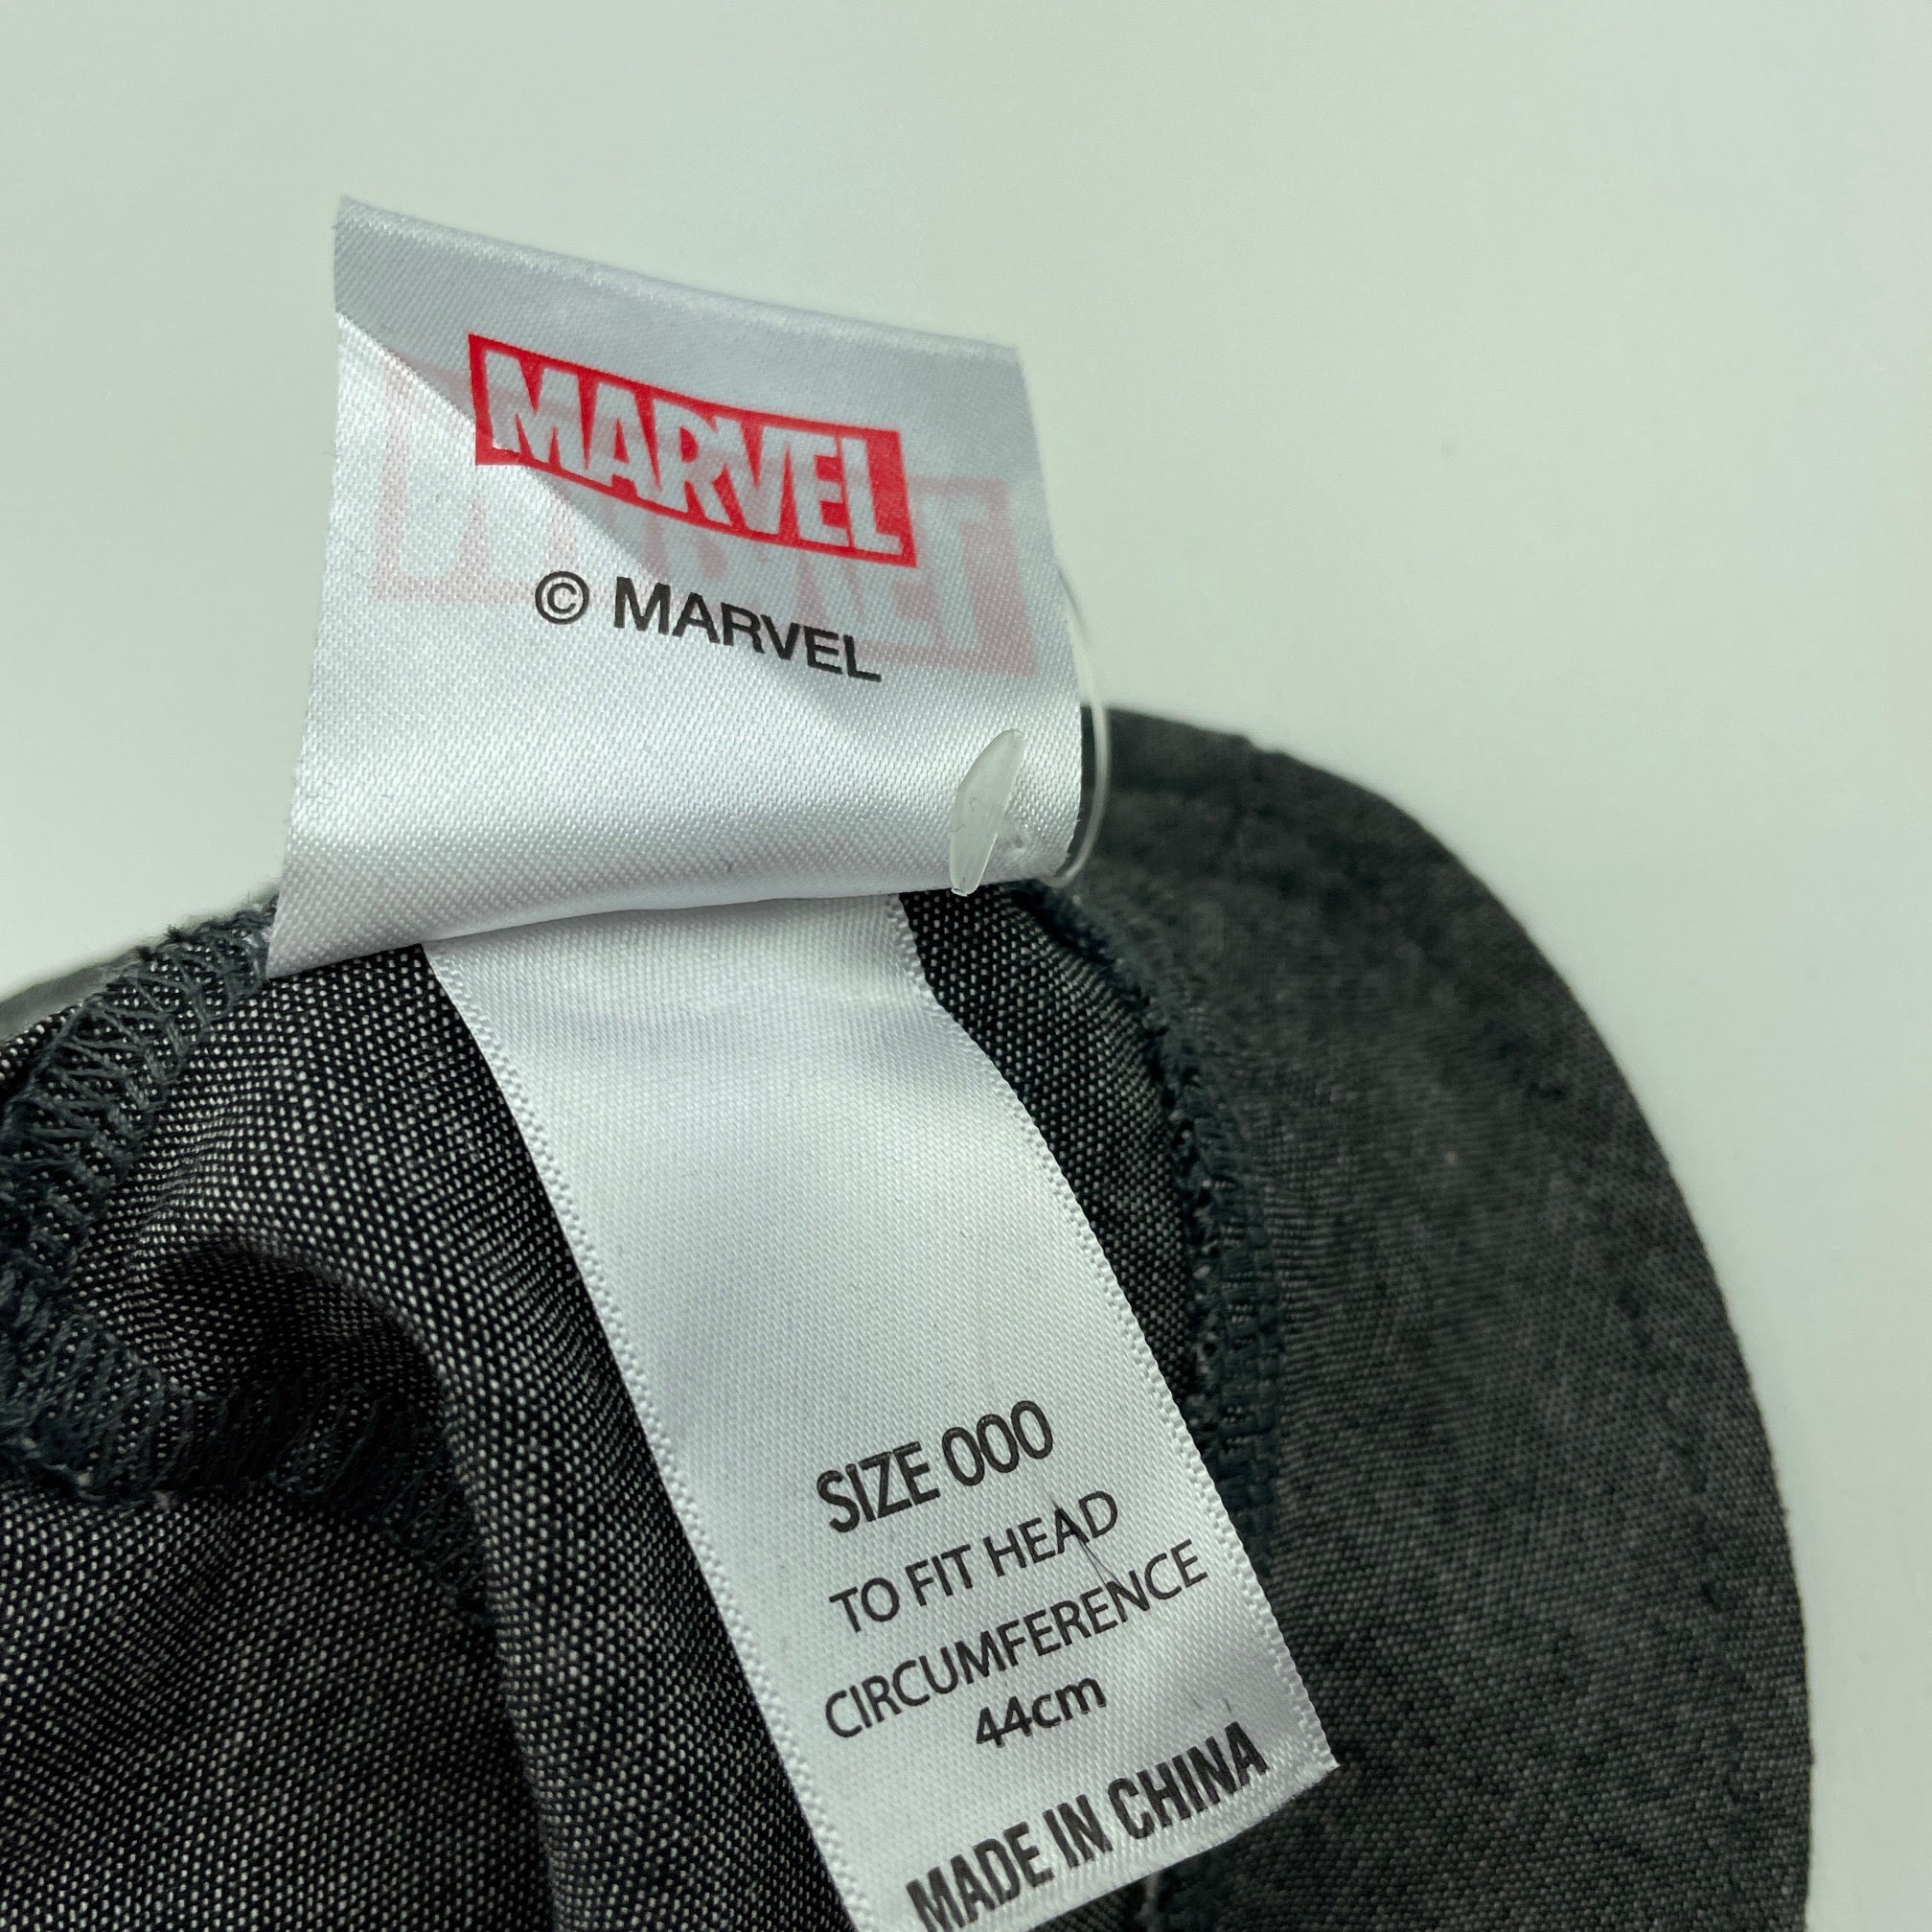 MARVEL
© MARVEL
SIZE 000
TO FIT HEAD
CIRCUMFERENCE
44cm
MADE IN CHINA